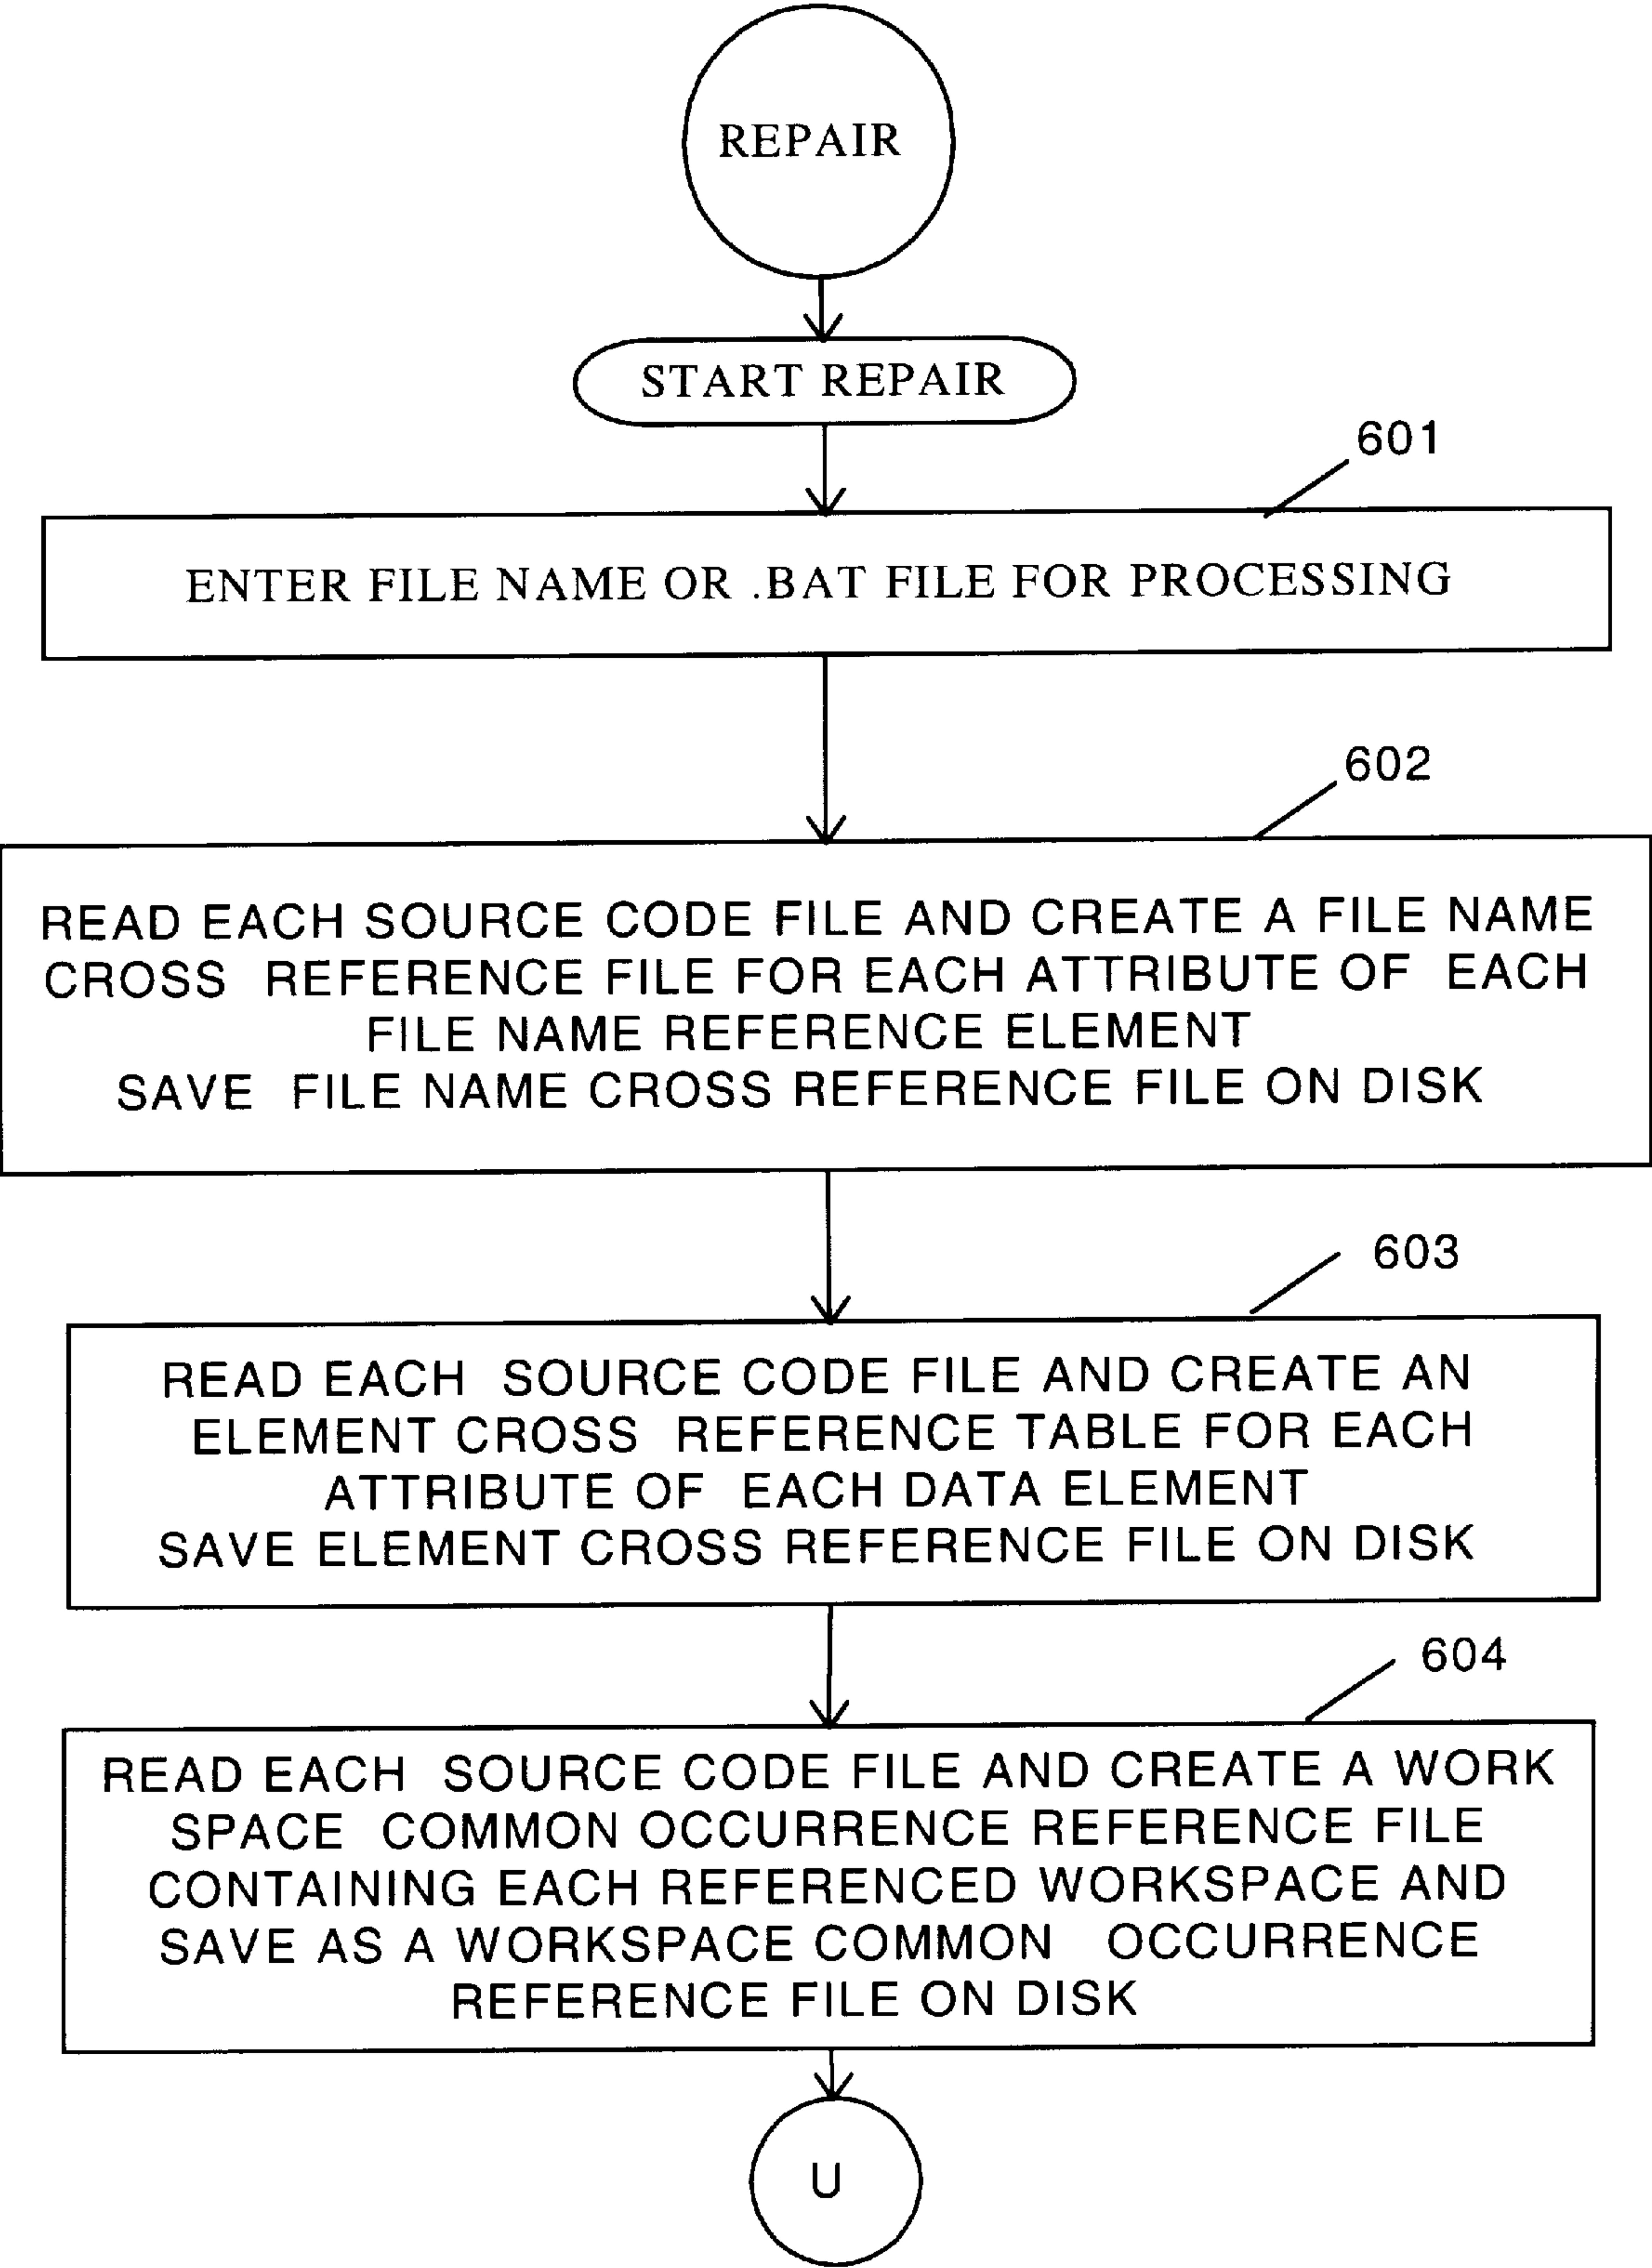 REPAIR
START REPAIR
601
ENTER FILE NAME OR .BAT FILE FOR PROCESSING
602
READ EACH SOURCE CODE FILE AND CREATE A FILE NAME
CROSS REFERENCE FILE FOR EACH ATTRIBUTE OF EACH
FILE NAME REFERENCE ELEMENT
SAVE FILE NAME CROSS REFERENCE FILE ON DISK
603
READ EACH SOURCE CODE FILE AND CREATE AN
ELEMENT CROSS REFERENCE TABLE FOR EACH
ATTRIBUTE OF EACH DATA ELEMENT
SAVE ELEMENT CROSS REFERENCE FILE ON DISK
604
READ EACH SOURCE CODE FILE AND CREATE A WORK
SPACE COMMON OCCURRENCE REFERENCE FILE
CONTAINING EACH REFERENCED WORKSPACE AND
SAVE AS A WORKSPACE COMMON OCCURRENCE
REFERENCE FILE ON DISK
U